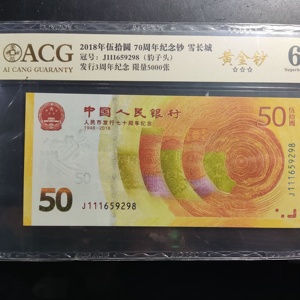 ACG
AI CANG GUARANTY
2018年伍拾圆 70周年纪念钞 雪长城
冠号：J111659298（豹子头）
发行3周年纪念 限量5000张
黄金钞
☆☆☆
6
中国人民银行
人民币发行七十周年纪念
1948-2018
50
伍拾圆
50
J111659298
J111659298